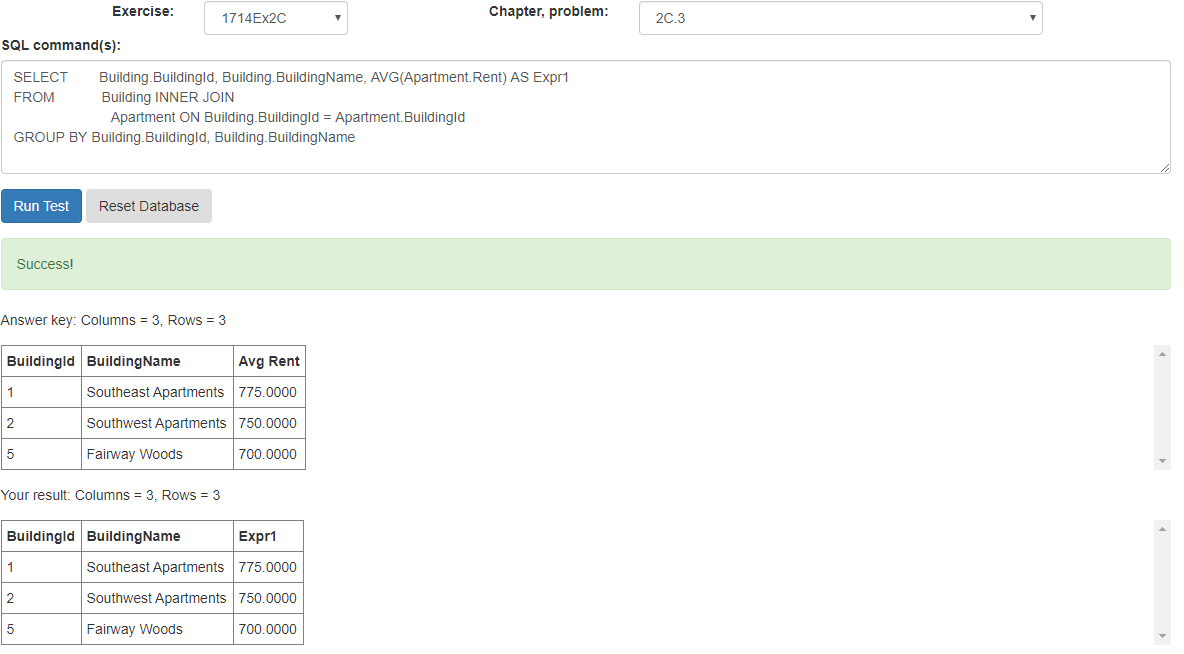 Exercise: 1714Ex2C Chapter, problem: 2C.3
SQL command(s):
SELECT Building.BuildingId, Building.BuildingName, AVG(Apartment.Rent) AS Expr1
FROM Building INNER JOIN
Apartment ON Building.BuildingId = Apartment.BuildingId
GROUP BY Building.BuildingId, Building.BuildingName
Run Test Reset Database
Success!
Answer key: Columns = 3, Rows = 3
BuildingId BuildingName Avg Rent
1 Southeast Apartments 775.0000
2 Southwest Apartments 750.0000
5 Fairway Woods 700.0000
Your result: Columns = 3, Rows = 3
BuildingId BuildingName Expr1
1 Southeast Apartments 775.0000
2 Southwest Apartments 750.0000
5 Fairway Woods 700.0000